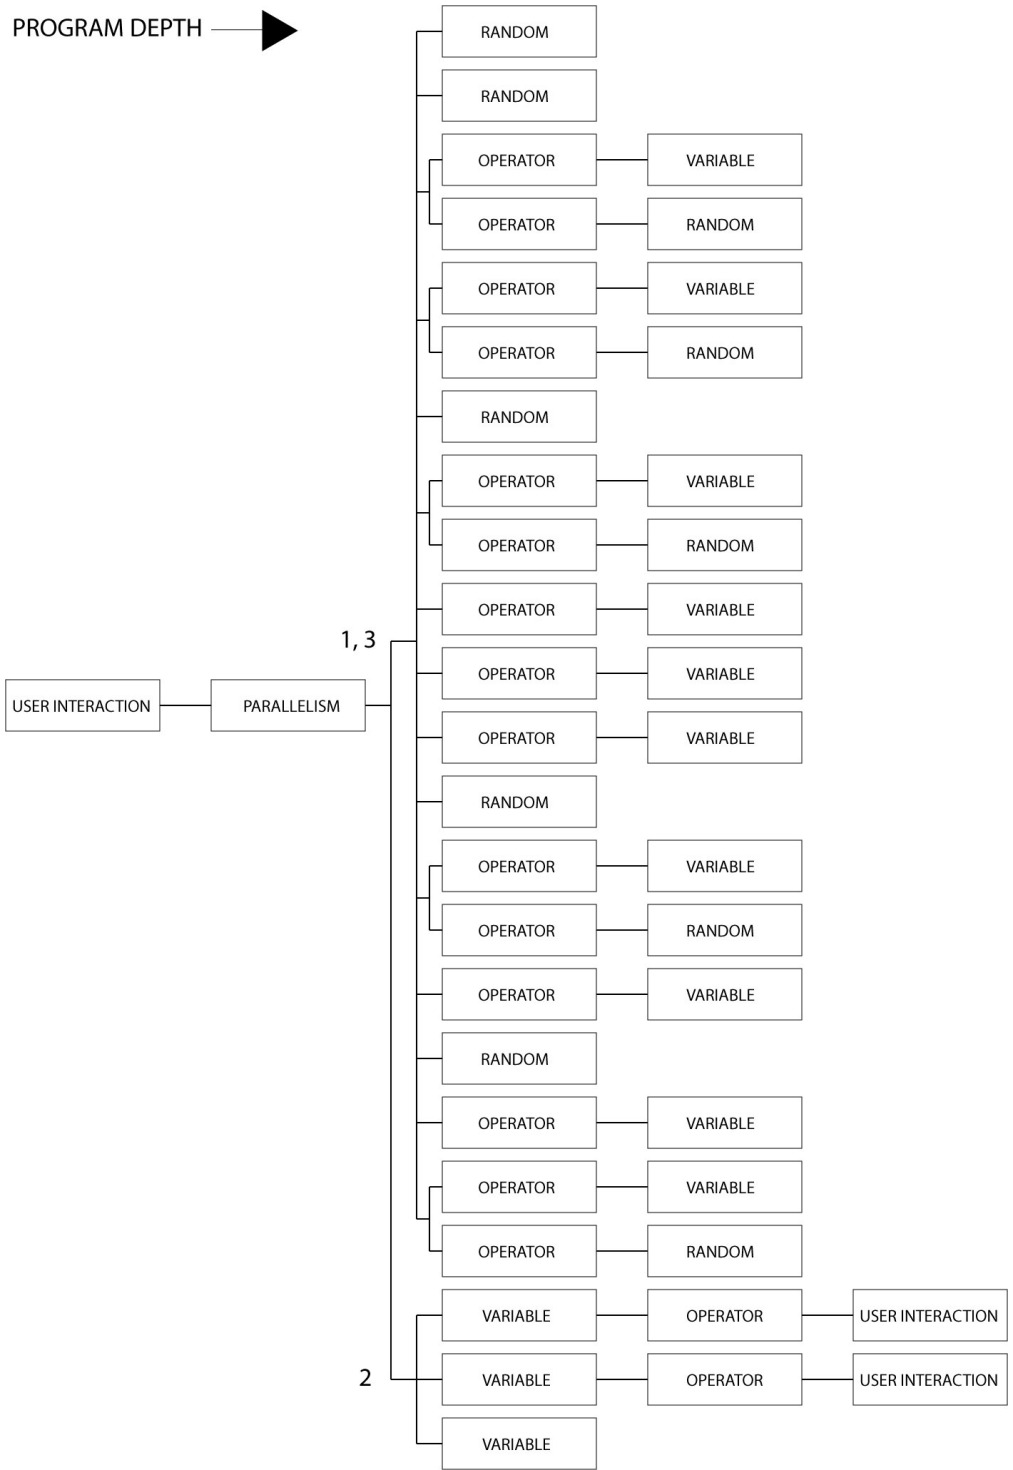 PROGRAM DEPTH
RANDOM
RANDOM
OPERATOR VARIABLE
OPERATOR RANDOM
OPERATOR VARIABLE
OPERATOR RANDOM
RANDOM
OPERATOR VARIABLE
OPERATOR RANDOM
OPERATOR VARIABLE
1, 3
OPERATOR VARIABLE
USER INTERACTION PARALLELISM
OPERATOR VARIABLE
RANDOM
OPERATOR VARIABLE
OPERATOR RANDOM
OPERATOR VARIABLE
RANDOM
OPERATOR VARIABLE
OPERATOR VARIABLE
OPERATOR RANDOM
VARIABLE OPERATOR USER INTERACTION
2 VARIABLE OPERATOR USER INTERACTION
VARIABLE